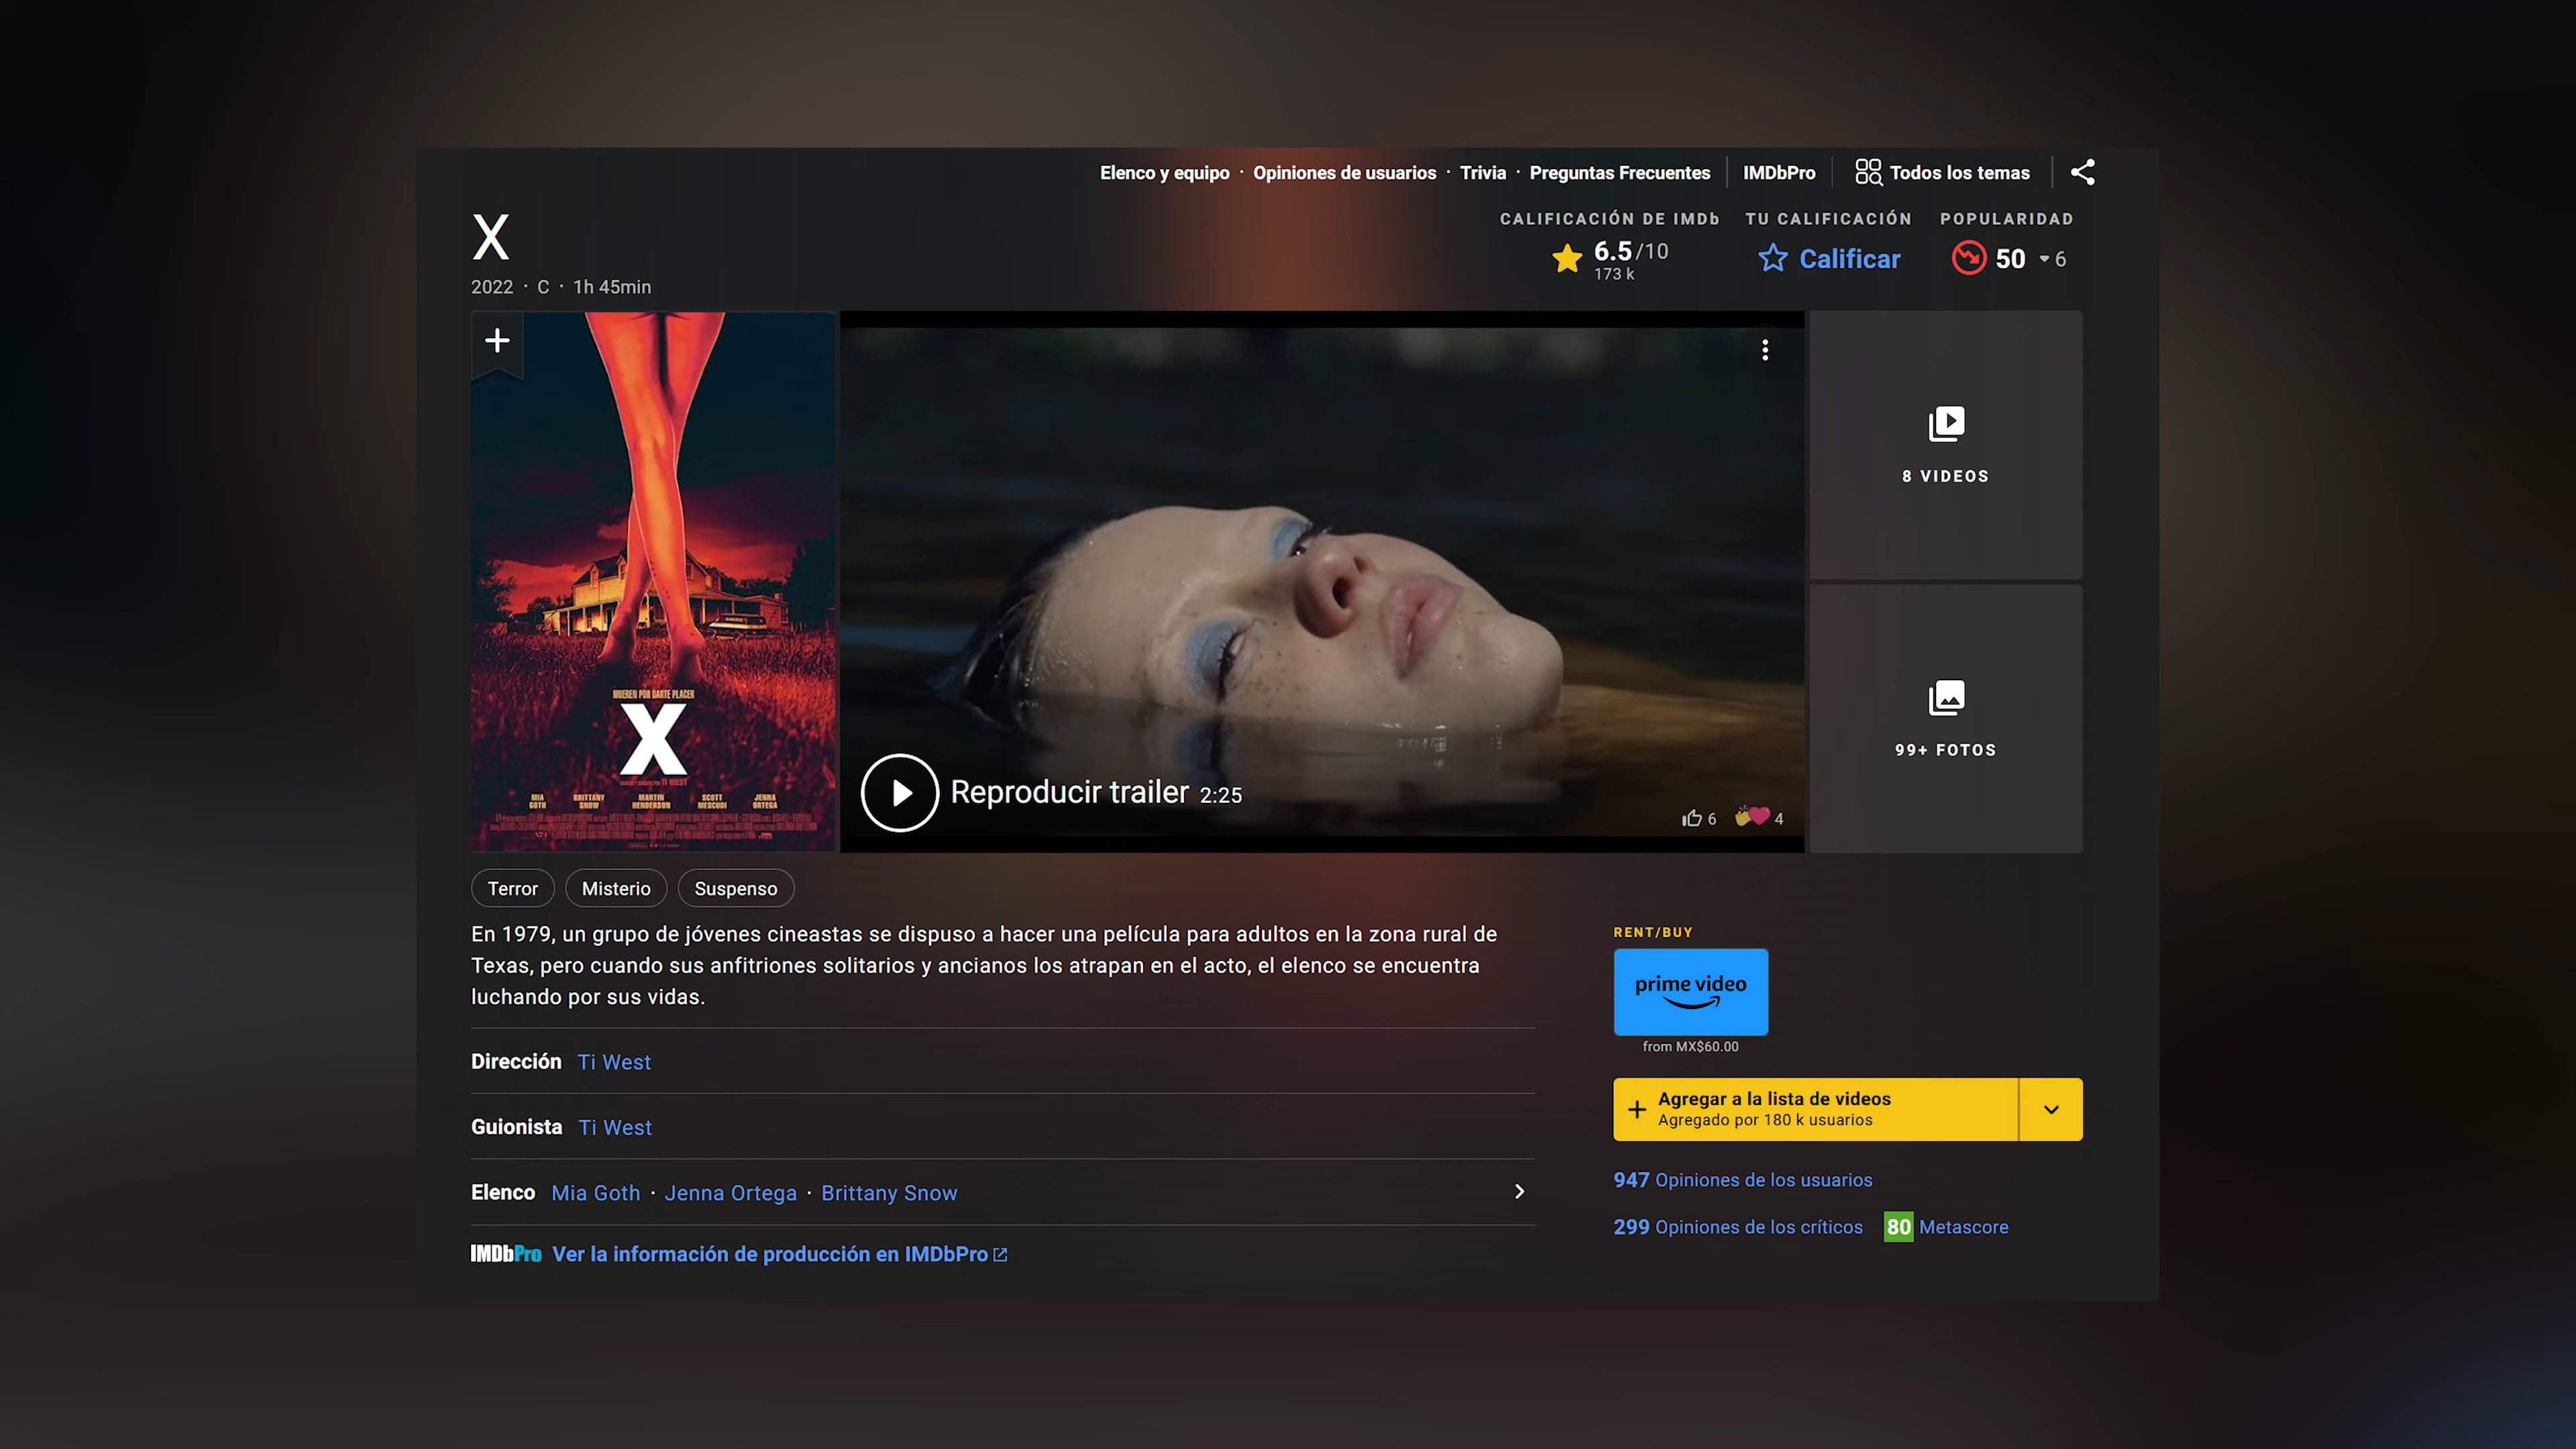 Elenco y equipo · Opiniones de usuarios · Trivia · Preguntas Frecuentes IMDbPro Todos los temas
X
2022 · C · 1h 45min
CALIFICACIÓN DE IMDb
6.5/10
173 k
TU CALIFICACIÓN
Calificar
POPULARIDAD
50 6
MUEREN POR DARTE PLACER
X
TI WEST
MIA GOTH
BRITTANY SNOW
MARTIN HENDERSON
SCOTT MESCUDI
JENNA ORTEGA
Reproducir trailer 2:25
6 4
8 VIDEOS
99+ FOTOS
Terror
Misterio
Suspenso
En 1979, un grupo de jóvenes cineastas se dispuso a hacer una película para adultos en la zona rural de
Texas, pero cuando sus anfitriones solitarios y ancianos los atrapan en el acto, el elenco se encuentra
luchando por sus vidas.
Dirección Ti West
Guionista Ti West
Elenco Mia Goth · Jenna Ortega · Brittany Snow
IMDbPro Ver la información de producción en IMDbPro
RENT/BUY
prime video
from MX$60.00
Agregar a la lista de videos
Agregado por 180 k usuarios
947 Opiniones de los usuarios
299 Opiniones de los críticos 80 Metascore